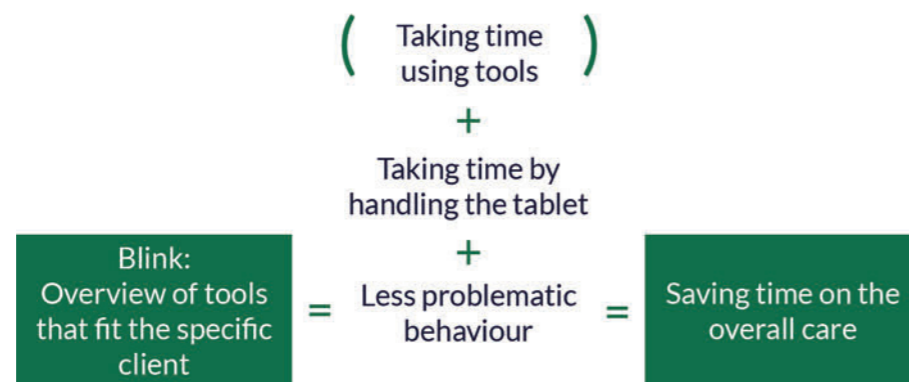 ( Taking time )
using tools
+
Taking time by
handling the tablet
+
Blink:
Overview of tools
that fit the specific
client
=
Less problematic
behaviour
=
Saving time on the
overall care